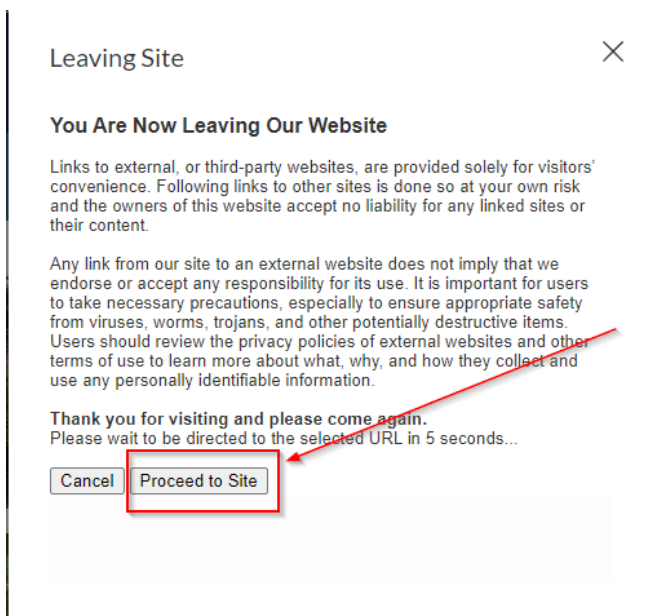 Leaving Site
You Are Now Leaving Our Website
Links to external, or third-party websites, are provided solely for visitors'
convenience. Following links to other sites is done so at your own risk
and the owners of this website accept no liability for any linked sites or
their content.
Any link from our site to an external website does not imply that we
endorse or accept any responsibility for its use. It is important for users
to take necessary precautions, especially to ensure appropriate safety
from viruses, worms, trojans, and other potentially destructive items.
Users should review the privacy policies of external websites and other
terms of use to learn more about what, why, and how they collect and
use any personally identifiable information.
Thank you for visiting and please come again.
Please wait to be directed to the selected URL in 5 seconds...
Cancel Proceed to Site